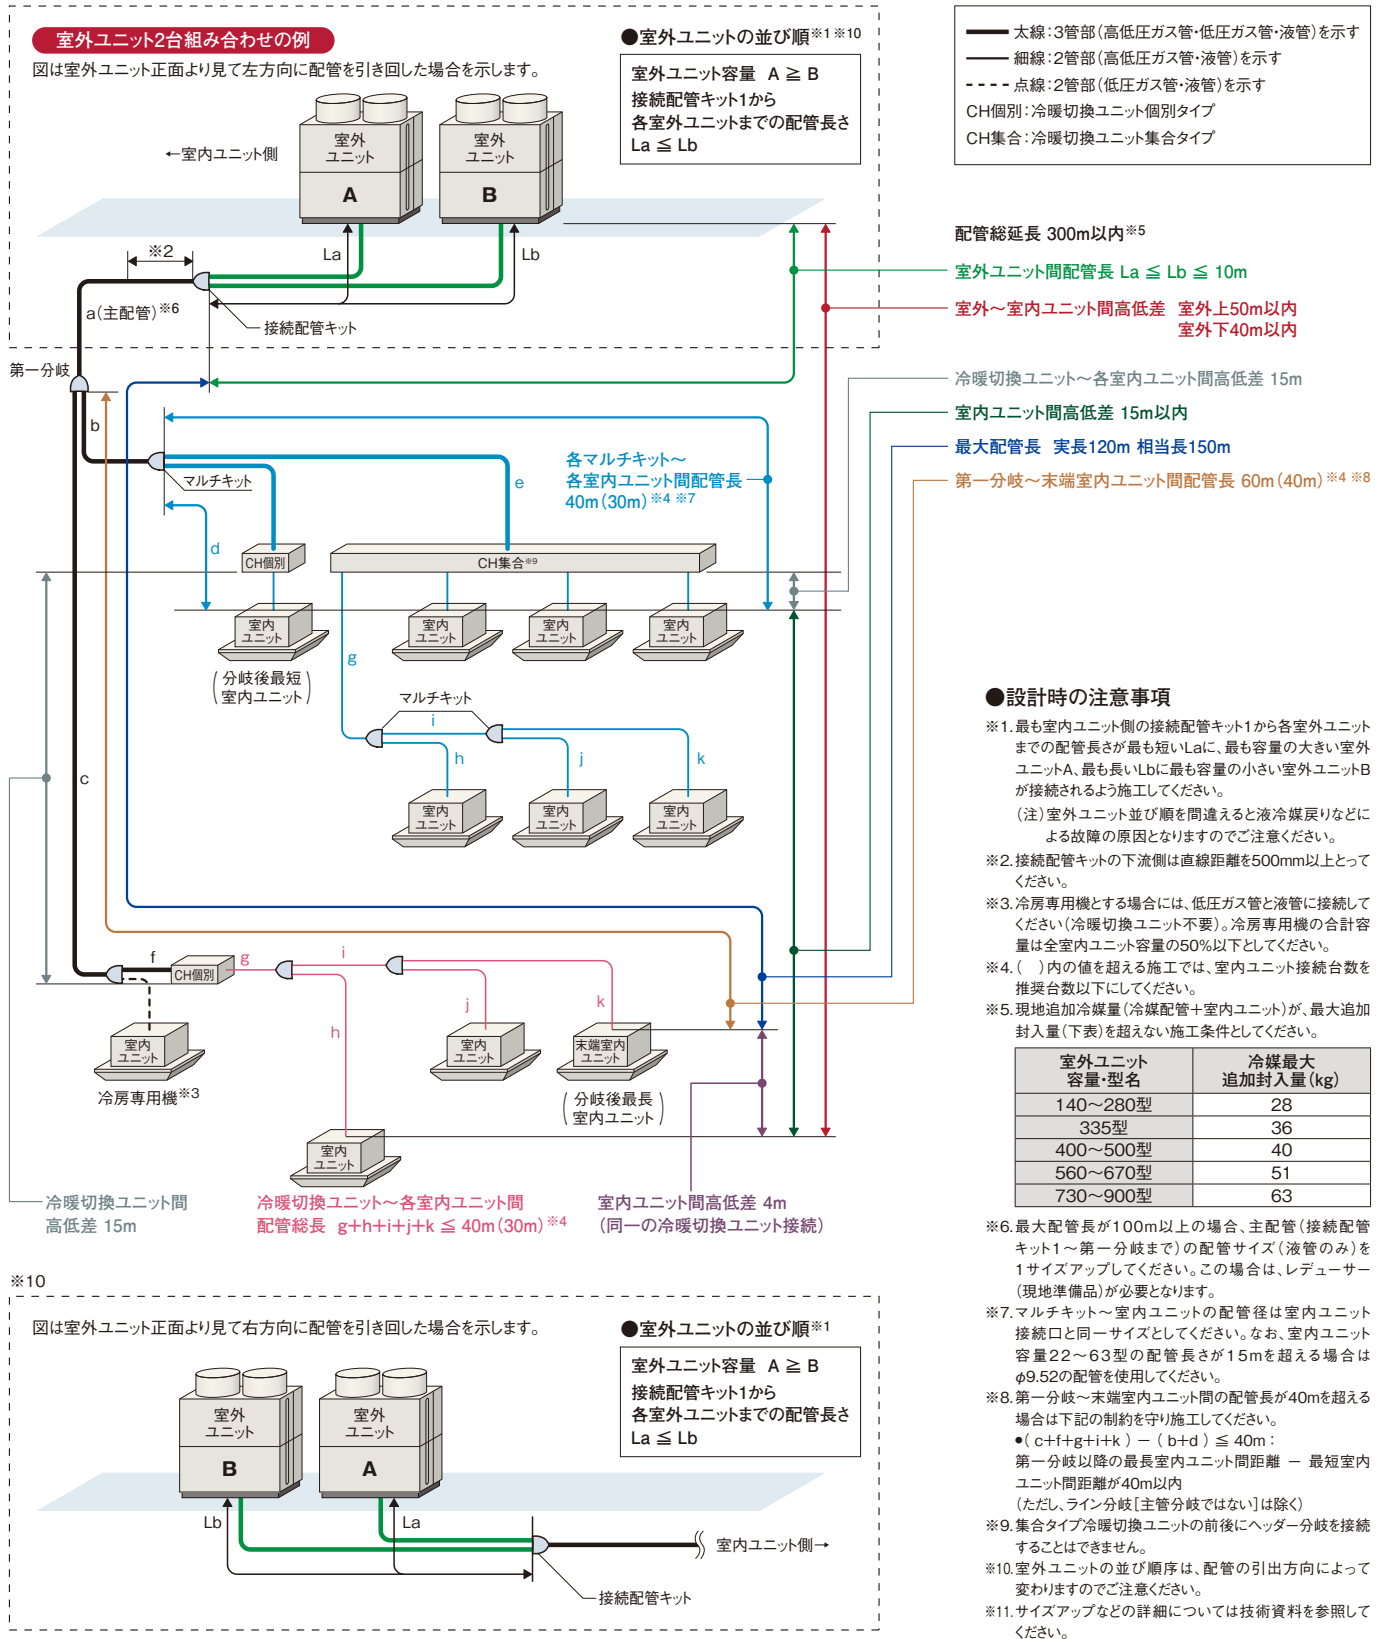 室外ユニット2台組み合わせの例
図は室外ユニット正面より見て左方向に配管を引き回した場合を示します。
●室外ユニットの並び順※1 ※10
室外ユニット容量 A ≧ B
接続配管キット1から
各室外ユニットまでの配管長さ
La ≦ Lb
太線:3管部(高低圧ガス管・低圧ガス管・液管)を示す
細線:2管部(高低圧ガス管・液管)を示す
点線:2管部(低圧ガス管・液管)を示す
CH個別:冷暖切換ユニット個別タイプ
CH集合:冷暖切換ユニット集合タイプ
←室内ユニット側
室外
ユニット
A
室外
ユニット
B
※2
La
Lb
a(主配管)※6
接続配管キット
配管総延長 300m以内※5
室外ユニット間配管長 La ≦ Lb ≦ 10m
室外～室内ユニット間高低差 室外上50m以内
室外下40m以内
冷暖切換ユニット～各室内ユニット間高低差 15m
室内ユニット間高低差 15m以内
最大配管長 実長120m 相当長150m
第一分岐～末端室内ユニット間配管長 60m(40m)※4 ※8
第一分岐
b
マルチキット
各マルチキット～
各室内ユニット間配管長
40m(30m)※4 ※7
e
d
CH個別
CH集合※9
室内
ユニット
室内
ユニット
室内
ユニット
室内
ユニット
(分岐後最短
室内ユニット)
g
マルチキット
i
h
j
k
c
室内
ユニット
室内
ユニット
室内
ユニット
f
CH個別
g
i
h
j
k
室内
ユニット
冷房専用機※3
室内
ユニット
末端室内
ユニット
(分岐後最長
室内ユニット)
室内
ユニット
冷暖切換ユニット間
高低差 15m
冷暖切換ユニット～各室内ユニット間
配管総長 g+h+i+j+k ≦ 40m(30m)※4
室内ユニット間高低差 4m
(同一の冷暖切換ユニット接続)
※10
図は室外ユニット正面より見て右方向に配管を引き回した場合を示します。
●室外ユニットの並び順※1
室外ユニット容量 A ≧ B
接続配管キット1から
各室外ユニットまでの配管長さ
La ≦ Lb
室外
ユニット
B
室外
ユニット
A
Lb
La
室内ユニット側→
接続配管キット
●設計時の注意事項
※1.最も室内ユニット側の接続配管キット1から各室外ユニット
までの配管長さが最も短いLaに、最も容量の大きい室外
ユニットA、最も長いLbに最も容量の小さい室外ユニットB
が接続されるよう施工してください。
(注)室外ユニット並び順を間違えると液冷媒戻りなどに
よる故障の原因となりますのでご注意ください。
※2.接続配管キットの下流側は直線距離を500mm以上とって
ください。
※3.冷房専用機とする場合には、低圧ガス管と液管に接続して
ください(冷暖切換ユニット不要)。冷房専用機の合計容
量は全室内ユニット容量の50%以下としてください。
※4.( )内の値を超える施工では、室内ユニット接続台数を
推奨台数以下にしてください。
※5.現地追加冷媒量(冷媒配管+室内ユニット)が、最大追加
封入量(下表)を超えない施工条件としてください。
室外ユニット
容量・型名
冷媒最大
追加封入量(kg)
140～280型 28
335型 36
400～500型 40
560～670型 51
730～900型 63
※6.最大配管長が100m以上の場合、主配管(接続配管
キット1～第一分岐まで)の配管サイズ(液管のみ)を
1サイズアップしてください。この場合は、レデューサー
(現地準備品)が必要となります。
※7.マルチキット～室内ユニットの配管径は室内ユニット
接続口と同一サイズとしてください。なお、室内ユニット
容量22～63型の配管長さが15mを超える場合は
φ9.52の配管を使用してください。
※8.第一分岐～末端室内ユニット間の配管長が40mを超える
場合は下記の制約を守り施工してください。
●( c+f+g+i+k ) － ( b+d ) ≦ 40m:
第一分岐以降の最長室内ユニット間距離 － 最短室内
ユニット間距離が40m以内
(ただし、ライン分岐[主管分岐ではない]は除く)
※9.集合タイプ冷暖切換ユニットの前後にヘッダー分岐を接続
することはできません。
※10.室外ユニットの並び順序は、配管の引出方向によって
変わりますのでご注意ください。
※11.サイズアップなどの詳細については技術資料を参照して
ください。